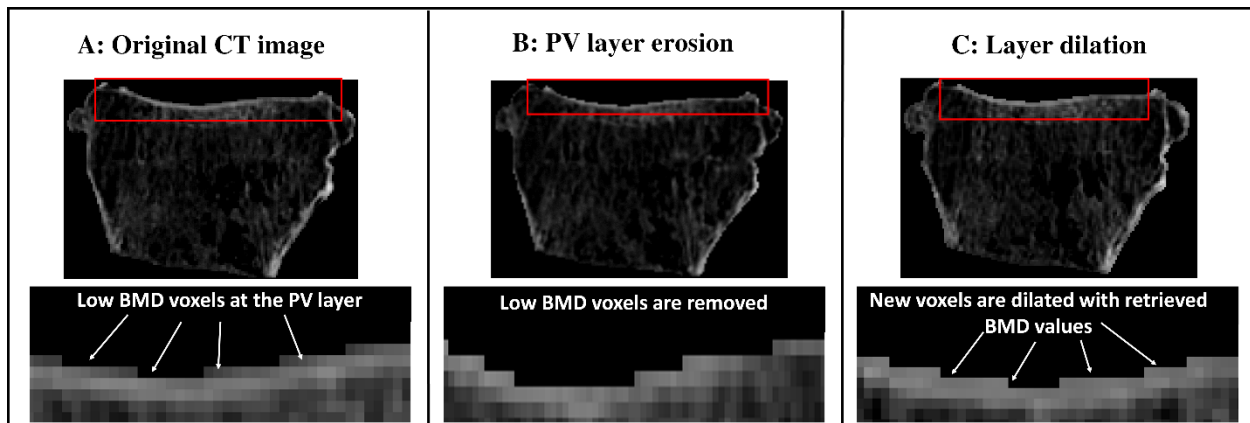 A: Original CT image
Low BMD voxels at the PV layer
B: PV layer erosion
Low BMD voxels are removed
C: Layer dilation
New voxels are dilated with retrieved
BMD values